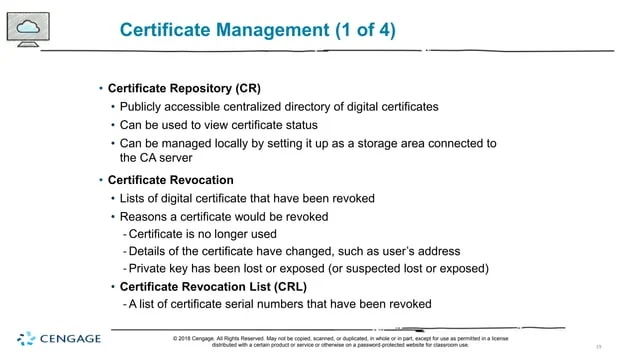 Certificate Management (1 of 4)
• Certificate Repository (CR)
• Publicly accessible centralized directory of digital certificates
• Can be used to view certificate status
• Can be managed locally by setting it up as a storage area connected to
the CA server
• Certificate Revocation
• Lists of digital certificate that have been revoked
• Reasons a certificate would be revoked
- Certificate is no longer used
- Details of the certificate have changed, such as user’s address
- Private key has been lost or exposed (or suspected lost or exposed)
• Certificate Revocation List (CRL)
- A list of certificate serial numbers that have been revoked
CENGAGE
© 2018 Cengage. All Rights Reserved. May not be copied, scanned, or duplicated, in whole or in part, except for use as permitted in a license
distributed with a certain product or service or otherwise on a password-protected website for classroom use.